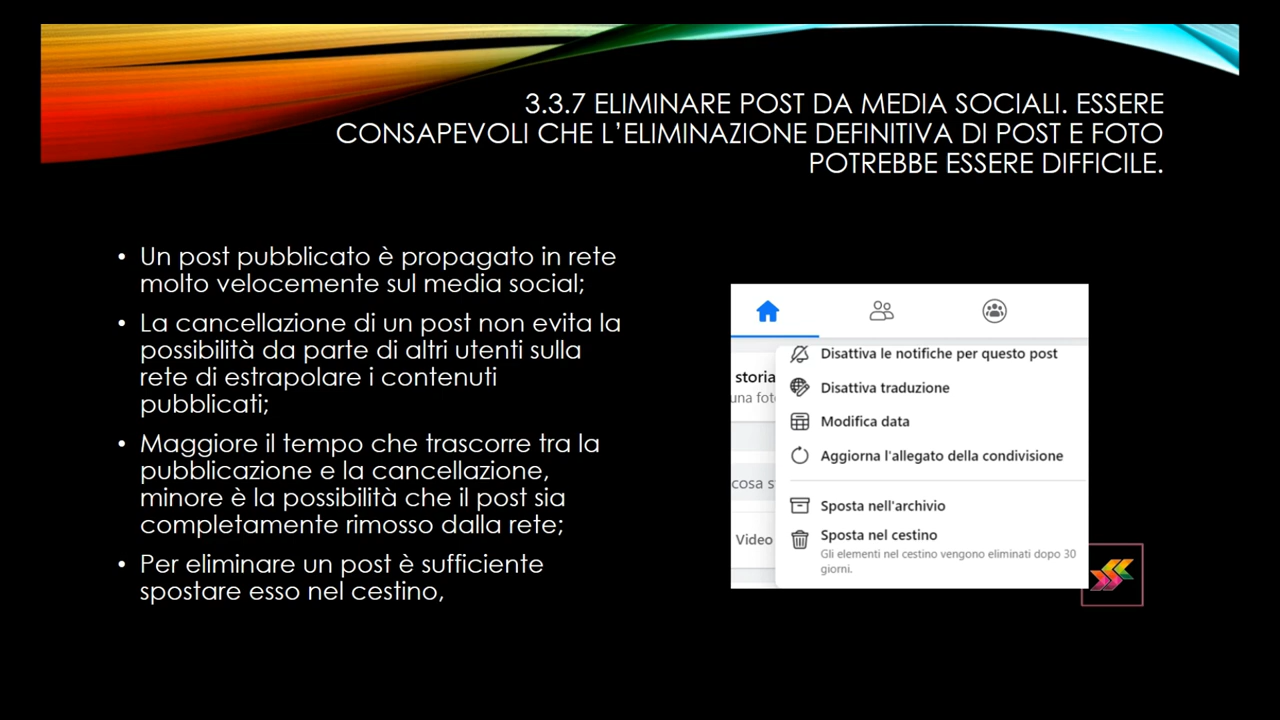 3.3.7 ELIMINARE POST DA MEDIA SOCIALI. ESSERE
CONSAPEVOLI CHE L’ELIMINAZIONE DEFINITIVA DI POST E FOTO
POTREBBE ESSERE DIFFICILE.
• Un post pubblicato è propagato in rete
molto velocemente sul media social;
• La cancellazione di un post non evita la
possibilità da parte di altri utenti sulla
rete di estrapolare i contenuti
pubblicati;
• Maggiore il tempo che trascorre tra la
pubblicazione e la cancellazione,
minore è la possibilità che il post sia
completamente rimosso dalla rete;
• Per eliminare un post è sufficiente
spostare esso nel cestino,
Disattiva le notifiche per questo post
storia
Disattiva traduzione
una fot
Modifica data
Aggiorna l'allegato della condivisione
cosa s
Sposta nell'archivio
Video
Sposta nel cestino
Gli elementi nel cestino vengono eliminati dopo 30
giorni.